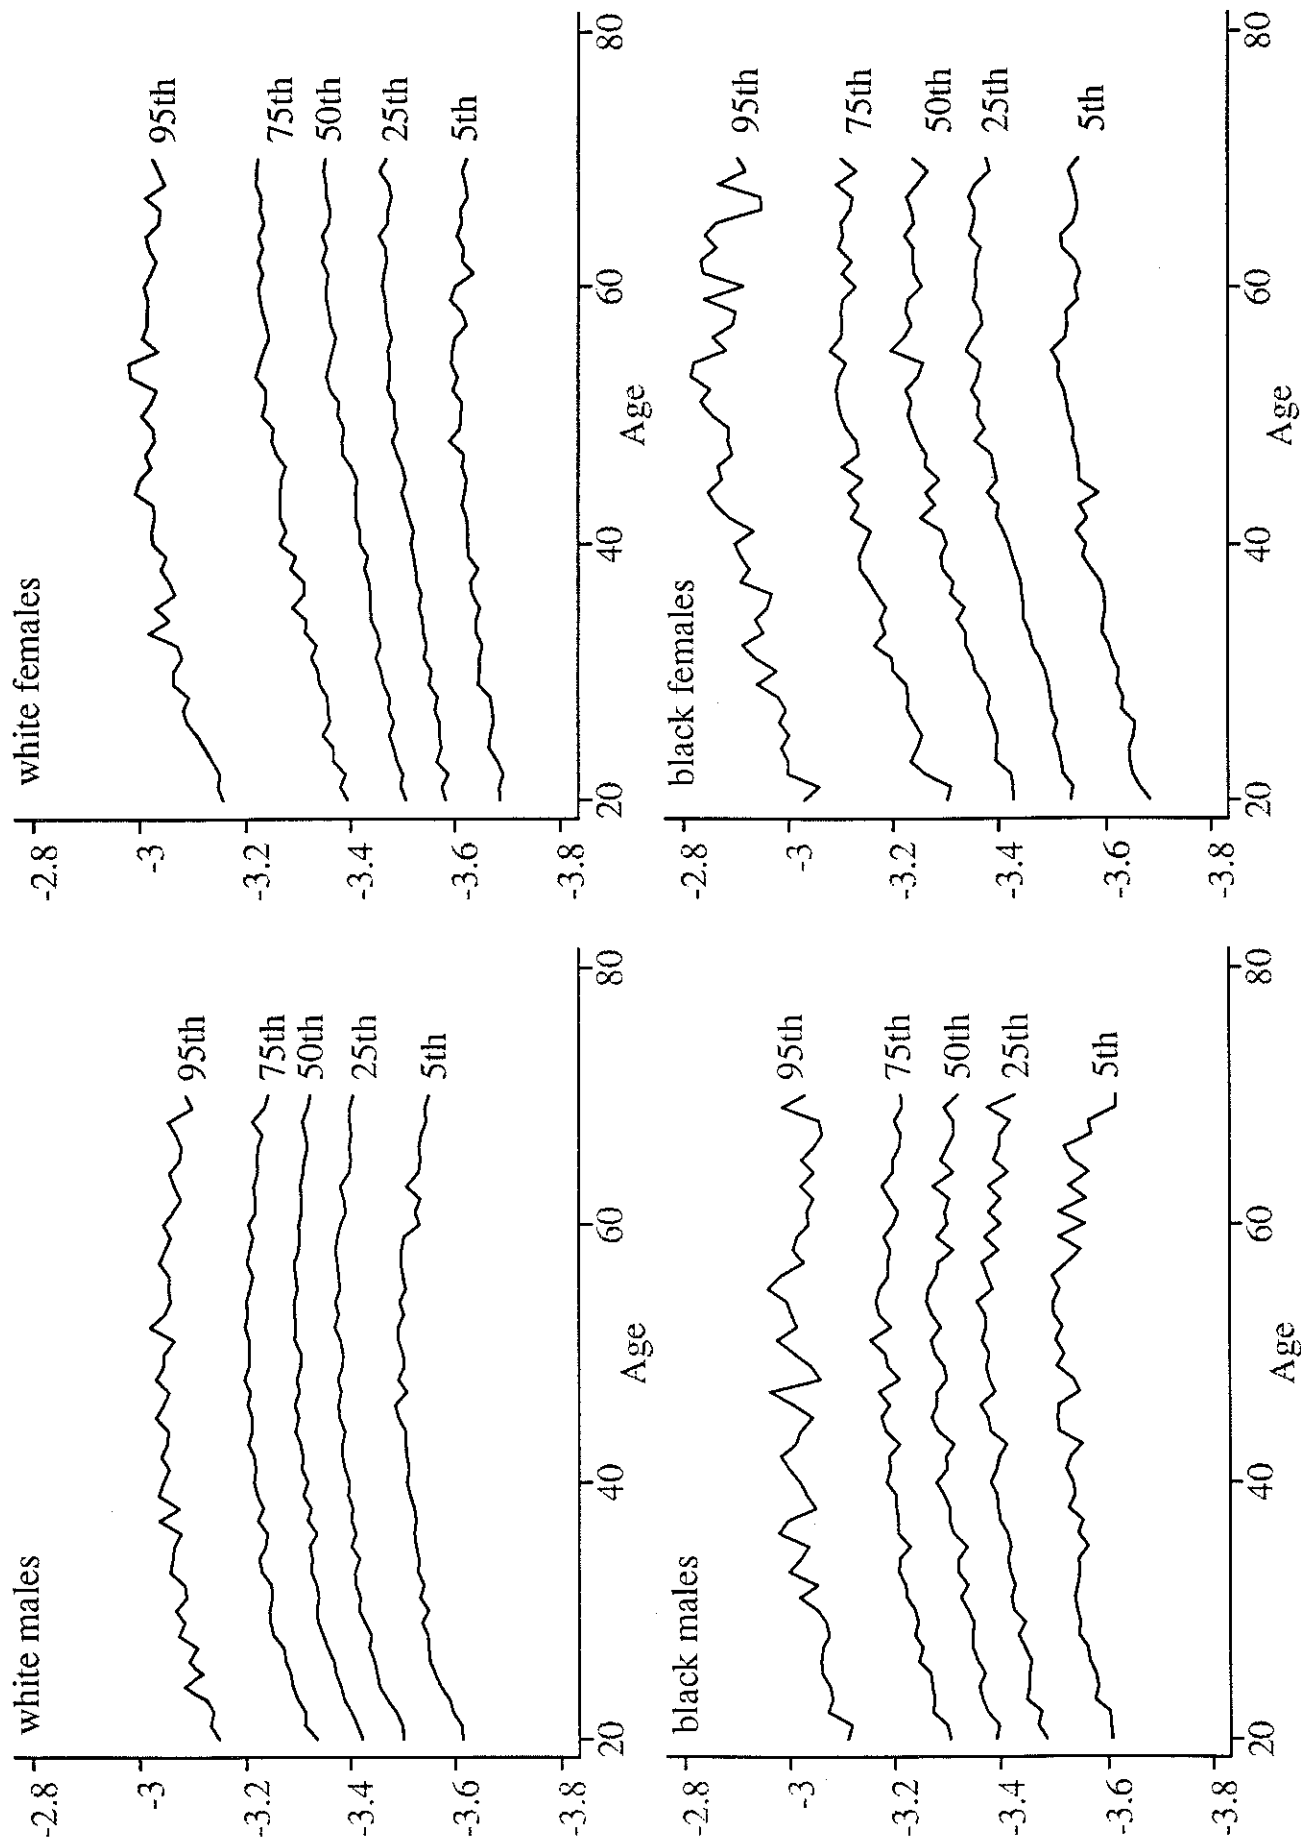 white males
-2.8
-3
-3.2
-3.4
-3.6
-3.8
95th
75th
50th
25th
5th
20
40
60
80
Age
white females
-2.8
-3
-3.2
-3.4
-3.6
-3.8
95th
75th
50th
25th
5th
20
40
60
80
Age
black males
-2.8
-3
-3.2
-3.4
-3.6
-3.8
95th
75th
50th
25th
5th
20
40
60
80
Age
black females
-2.8
-3
-3.2
-3.4
-3.6
-3.8
95th
75th
50th
25th
5th
20
40
60
80
Age